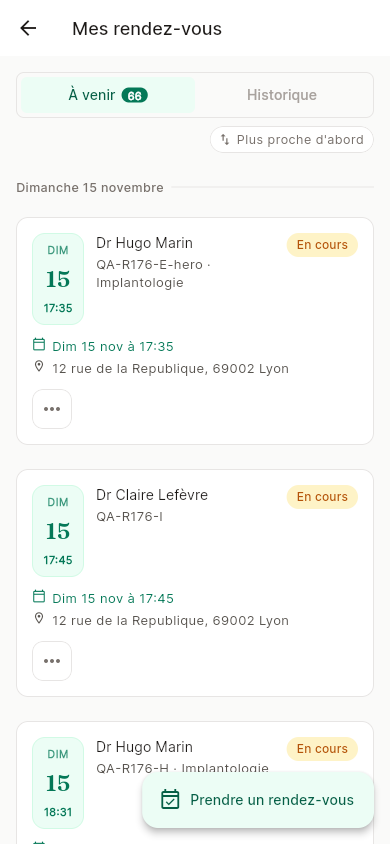 Mes rendez-vous
À venir 66
Historique
Plus proche d'abord
Dimanche 15 novembre
DIM
15
17:35
Dr Hugo Marin
QA-R176-E-hero ·
Implantologie
En cours
Dim 15 nov à 17:35
12 rue de la Republique, 69002 Lyon
DIM
15
17:45
Dr Claire Lefèvre
QA-R176-I
En cours
Dim 15 nov à 17:45
12 rue de la Republique, 69002 Lyon
DIM
15
18:31
Dr Hugo Marin
QA-R176-H · Implantologie
En cours
Prendre un rendez-vous